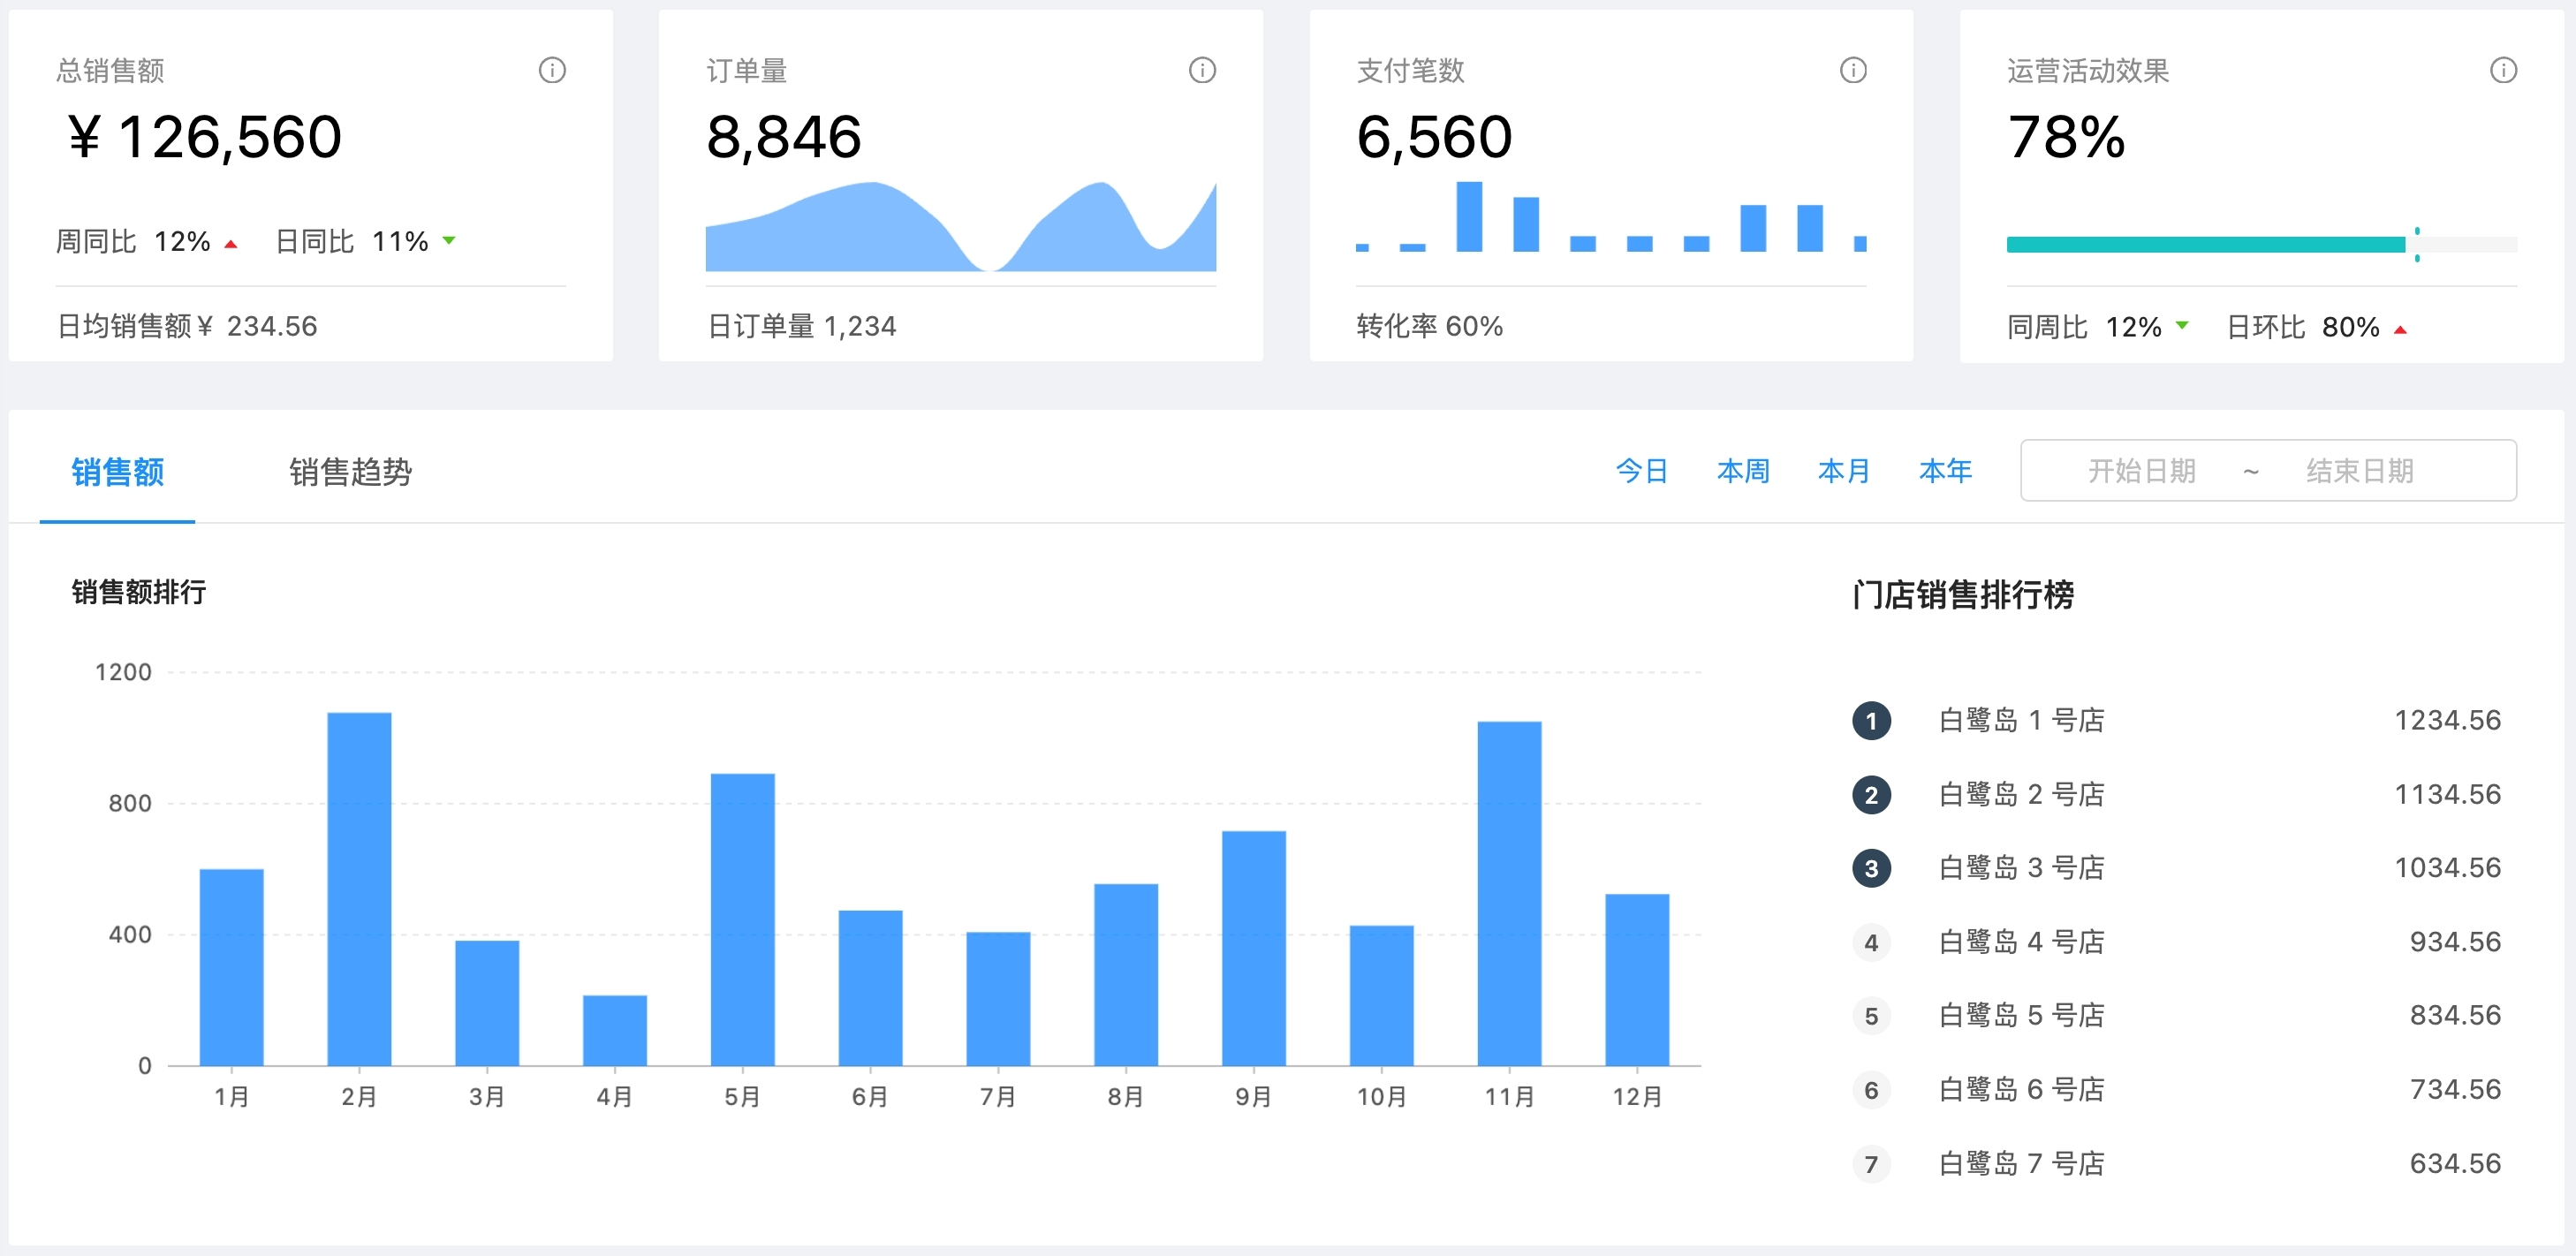 总销售额
¥ 126,560
周同比 12% 日同比 11%
日均销售额¥ 234.56
订单量
8,846
日订单量 1,234
支付笔数
6,560
转化率 60%
运营活动效果
78%
同周比 12% 日环比 80%
销售额 销售趋势 今日 本周 本月 本年 开始日期 ~ 结束日期
销售额排行
1200
800
400
0
1月 2月 3月 4月 5月 6月 7月 8月 9月 10月 11月 12月
门店销售排行榜
1 白鹭岛 1 号店 1234.56
2 白鹭岛 2 号店 1134.56
3 白鹭岛 3 号店 1034.56
4 白鹭岛 4 号店 934.56
5 白鹭岛 5 号店 834.56
6 白鹭岛 6 号店 734.56
7 白鹭岛 7 号店 634.56